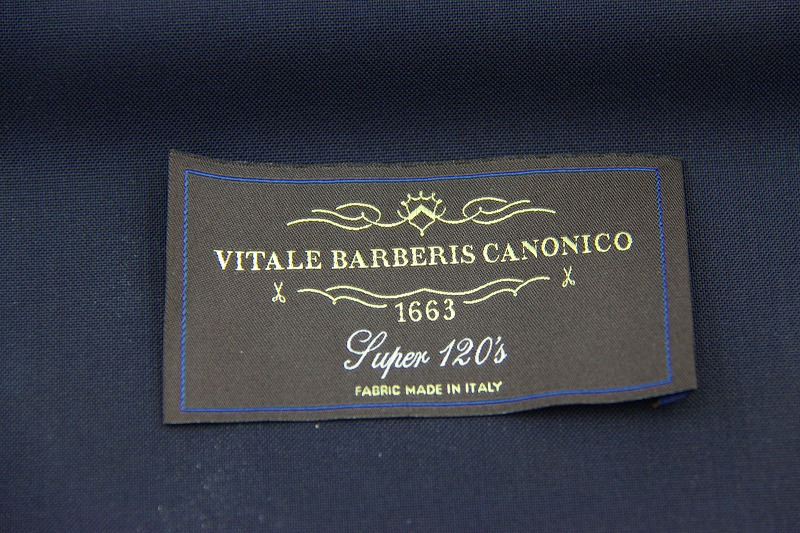 VITALE BARBERIS CANONICO
1663
Super 120's
FABRIC MADE IN ITALY